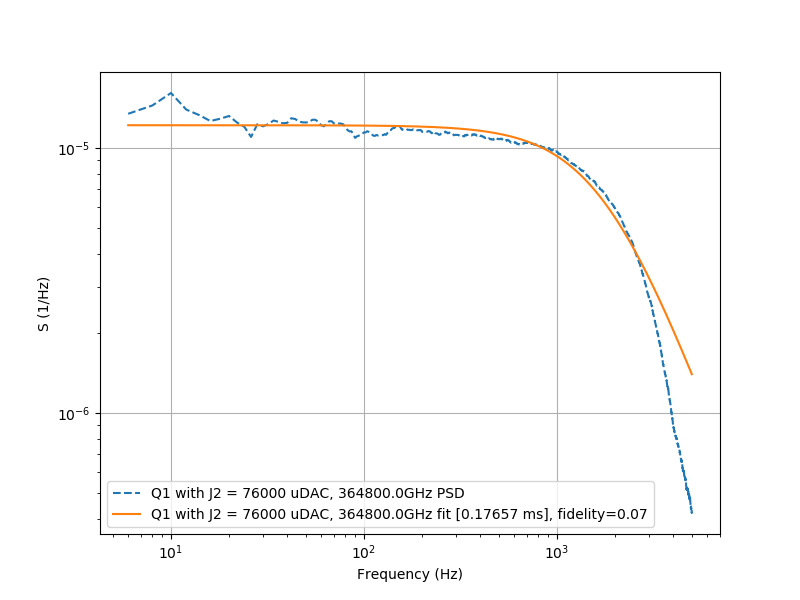 S (1/Hz)
10⁻⁵
10⁻⁶
Q1 with J2 = 76000 uDAC, 364800.0GHz PSD
Q1 with J2 = 76000 uDAC, 364800.0GHz fit [0.17657 ms], fidelity=0.07
10¹ 10² 10³
Frequency (Hz)